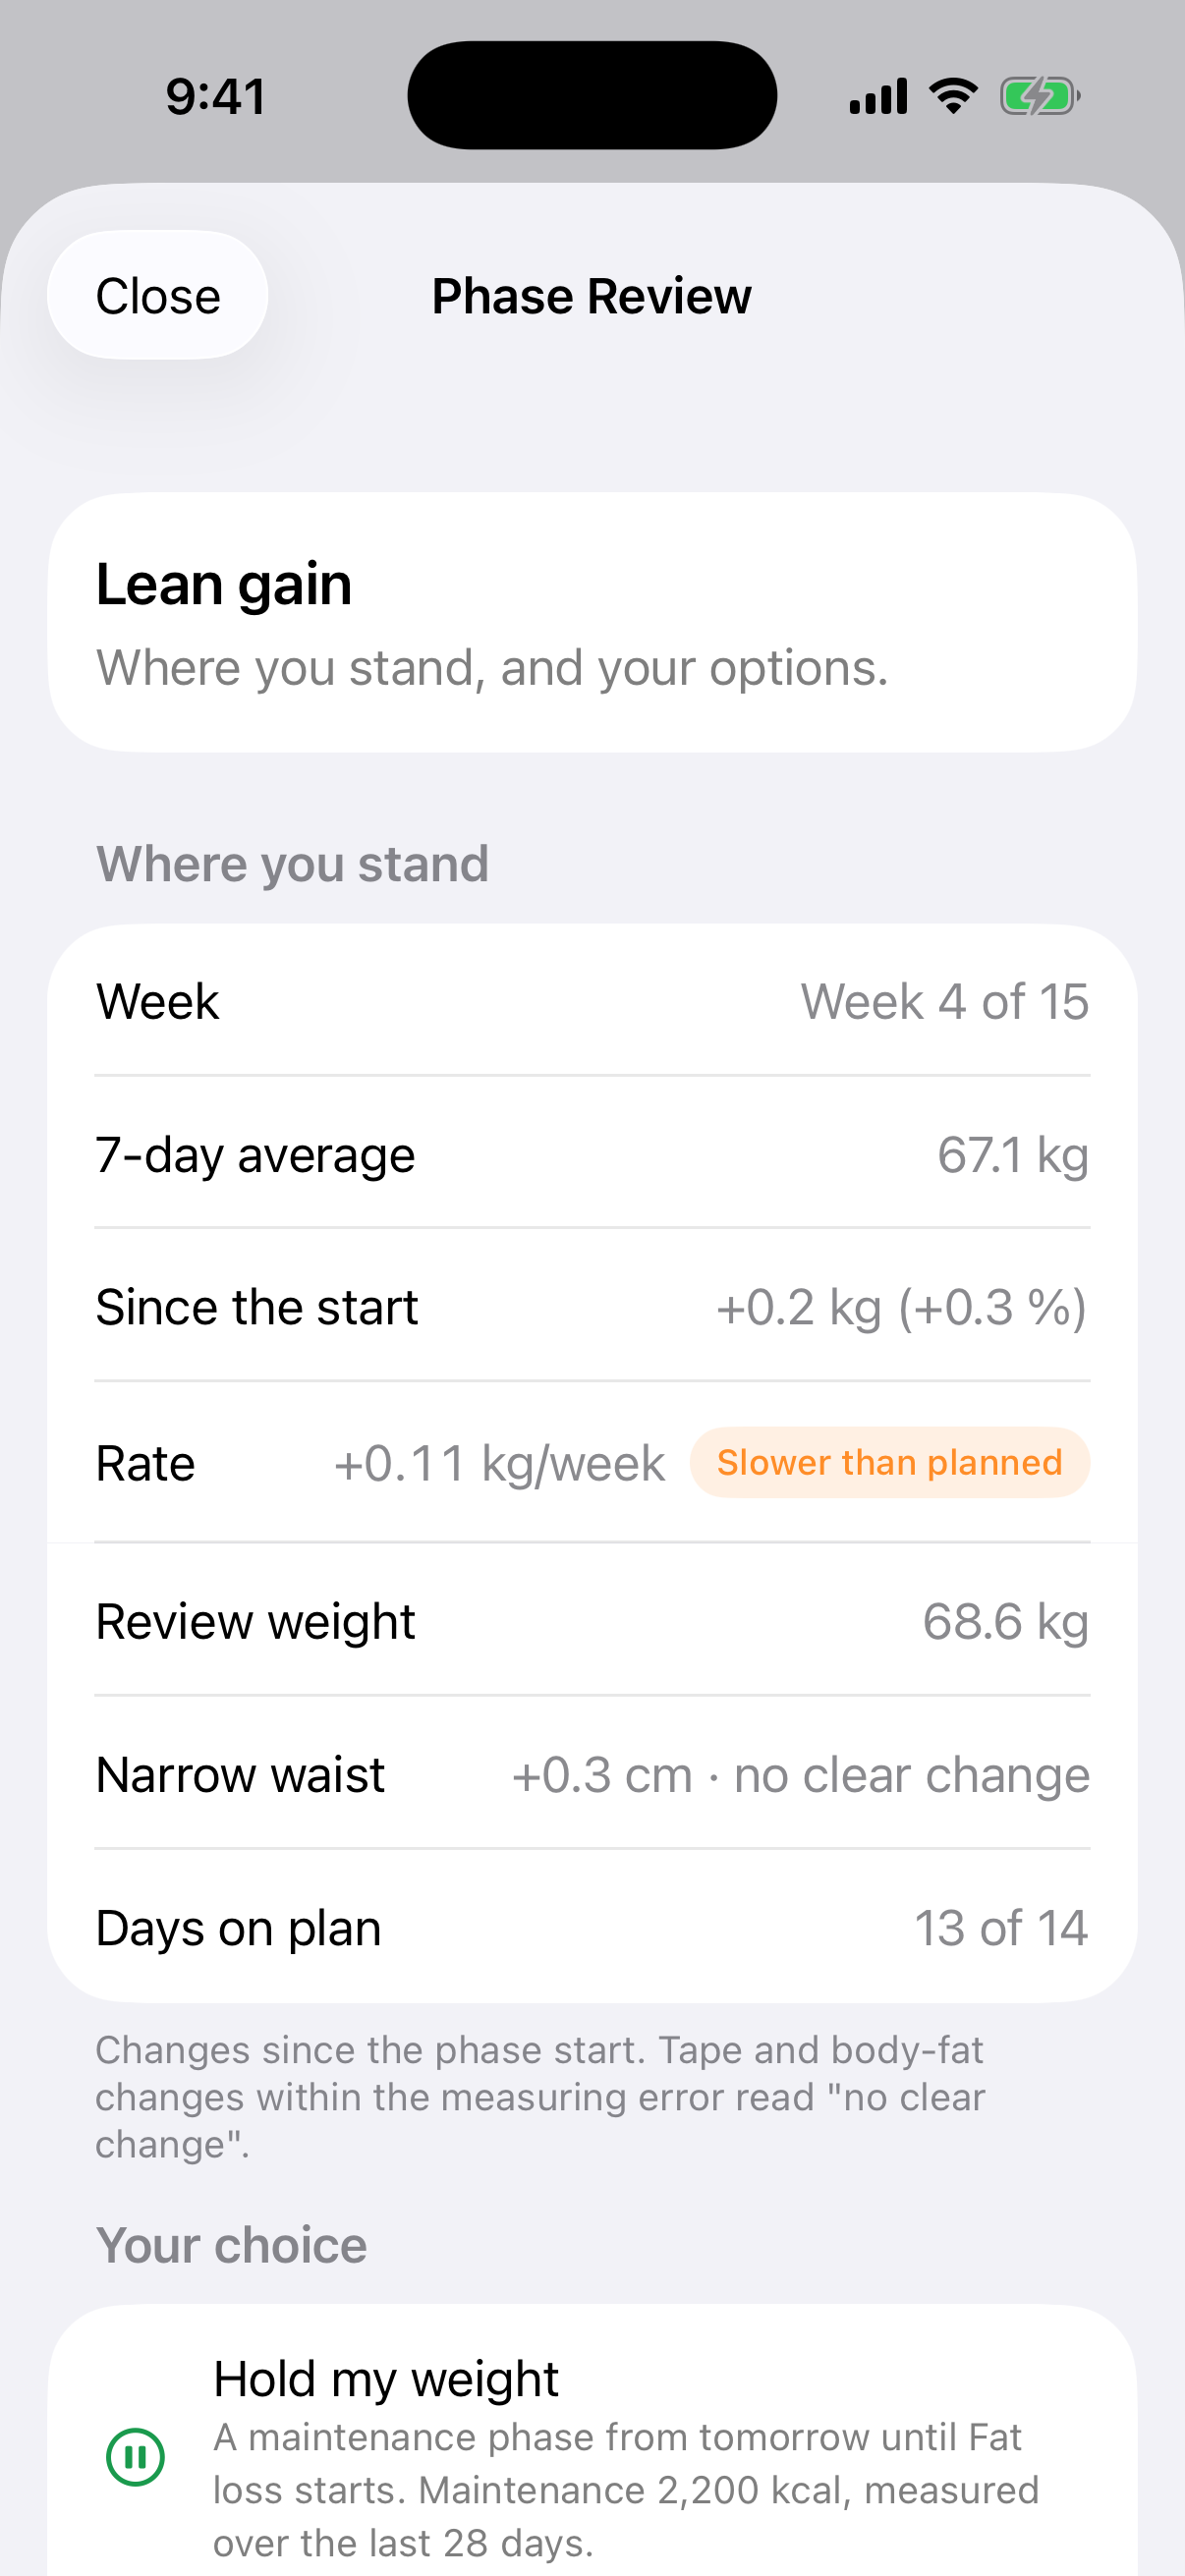 9:41
Close
Phase Review
Lean gain
Where you stand, and your options.
Where you stand
Week Week 4 of 15
7-day average 67.1 kg
Since the start +0.2 kg (+0.3 %)
Rate +0.11 kg/week Slower than planned
Review weight 68.6 kg
Narrow waist +0.3 cm · no clear change
Days on plan 13 of 14
Changes since the phase start. Tape and body-fat
changes within the measuring error read "no clear
change".
Your choice
Hold my weight
A maintenance phase from tomorrow until Fat
loss starts. Maintenance 2,200 kcal, measured
over the last 28 days.